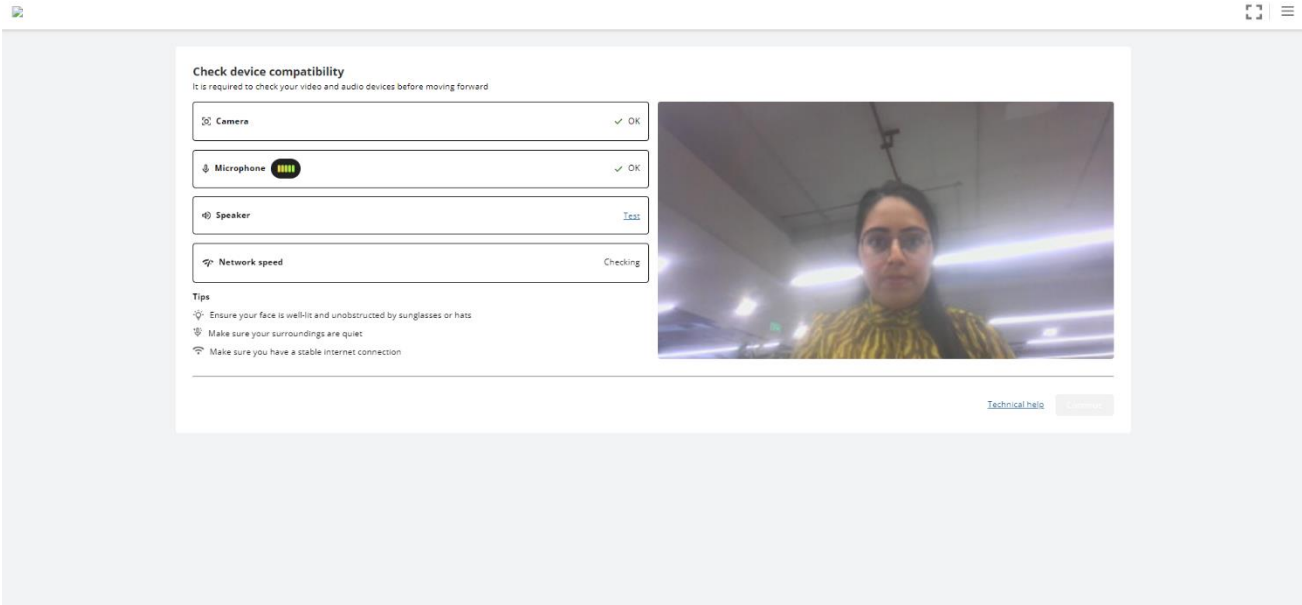 Check device compatibility
It is required to check your video and audio devices before moving forward
Camera
OK
Microphone
OK
Speaker
Test
Network speed
Checking
Tips
Ensure your face is well-lit and unobstructed by sunglasses or hats
Make sure your surroundings are quiet
Make sure you have a stable internet connection
Technical help